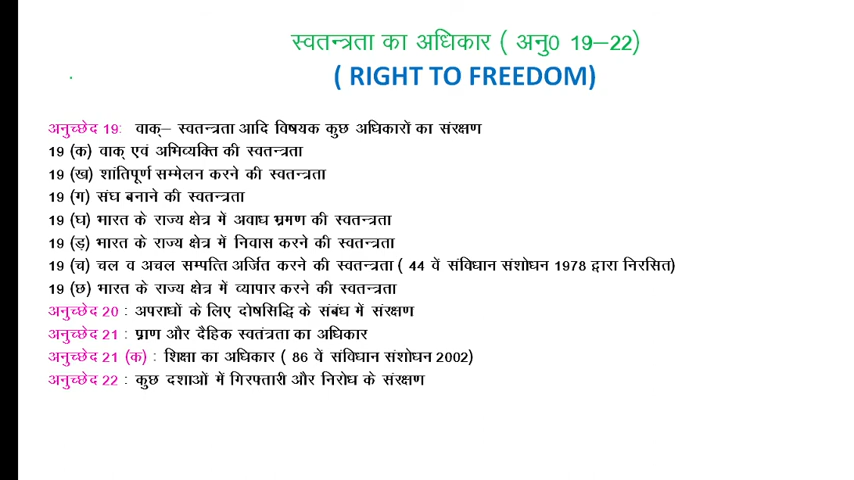 स्वतन्त्रता का अधिकार ( अनु0 19–22)
( RIGHT TO FREEDOM)
अनुच्छेद 19: वाक्– स्वतन्त्रता आदि विषयक कुछ अधिकारों का संरक्षण
19 (क) वाक् एवं अभिव्यक्ति की स्वतन्त्रता
19 (ख) शांतिपूर्ण सम्मेलन करने की स्वतन्त्रता
19 (ग) संघ बनाने की स्वतन्त्रता
19 (घ) भारत के राज्य क्षेत्र में अवाध भ्रमण की स्वतन्त्रता
19 (ड़) भारत के राज्य क्षेत्र में निवास करने की स्वतन्त्रता
19 (च) चल व अचल सम्पत्ति अर्जित करने की स्वतन्त्रता ( 44 वें संविधान संशोधन 1978 द्वारा निरसित)
19 (छ) भारत के राज्य क्षेत्र में व्यापार करने की स्वतन्त्रता
अनुच्छेद 20 : अपराधों के लिए दोषसिद्धि के संबंध में संरक्षण
अनुच्छेद 21 : प्राण और दैहिक स्वतंत्रता का अधिकार
अनुच्छेद 21 (क) : शिक्षा का अधिकार ( 86 वें संविधान संशोधन 2002)
अनुच्छेद 22 : कुछ दशाओं में गिरफ्तारी और निरोध के संरक्षण